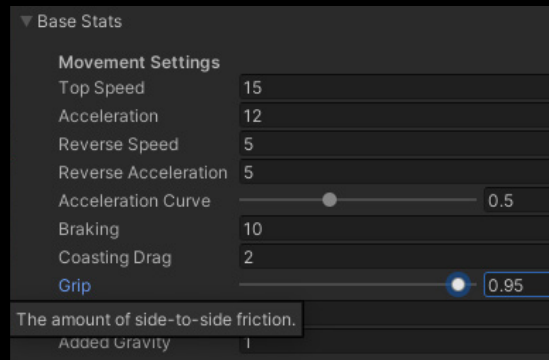 Base Stats
Movement Settings
Top Speed 15
Acceleration 12
Reverse Speed 5
Reverse Acceleration 5
Acceleration Curve 0.5
Braking 10
Coasting Drag 2
Grip 0.95
The amount of side-to-side friction.
Added Gravity 1